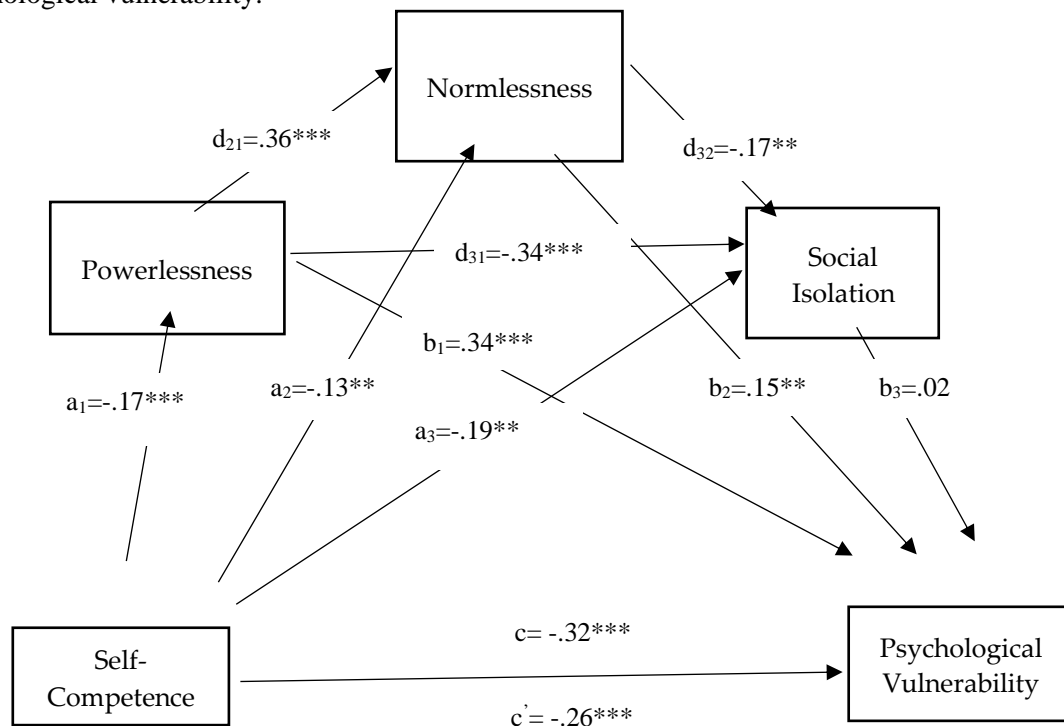 ological vulnerability.
Normlessness
d₂₁=.36***
d₃₂=-.17**
Powerlessness
d₃₁=-.34***
Social
Isolation
b₁=.34***
a₁=-.17***
a₂=-.13**
b₂=.15**
b₃=.02
a₃=-.19**
c= -.32***
Self-
Competence
Psychological
Vulnerability
c’= -.26***